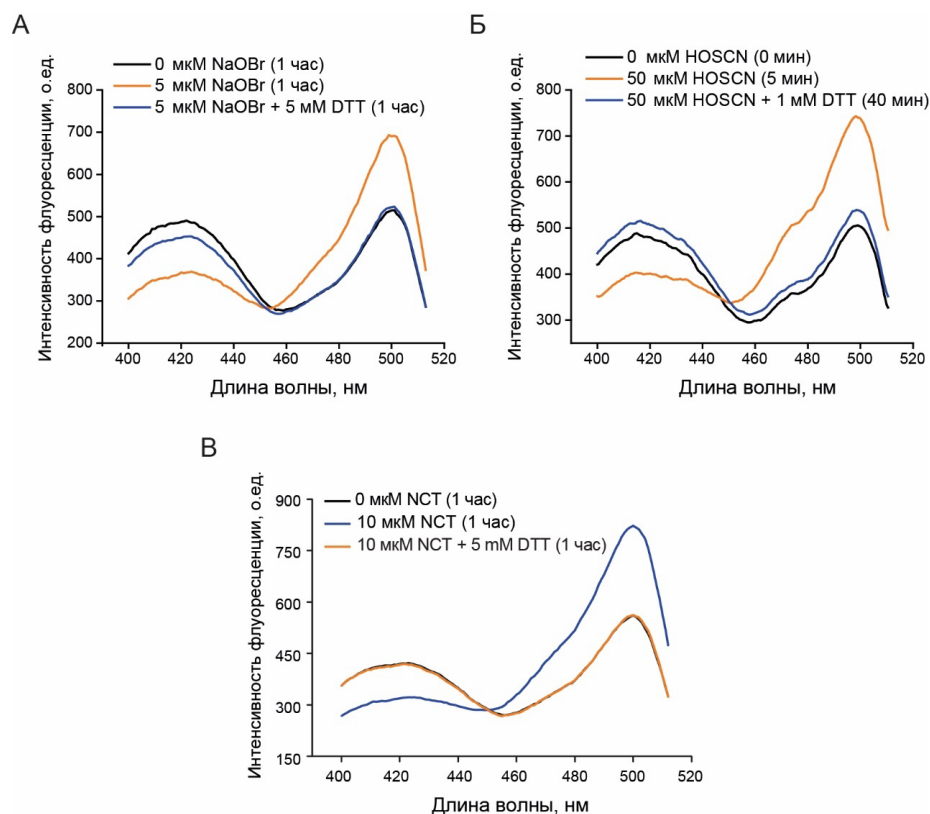 А
0 мкМ NaOBr (1 час)
5 мкМ NaOBr (1 час)
5 мкМ NaOBr + 5 mM DTT (1 час)
Интенсивность флуоресценции, о.ед.
800
700
600
500
400
300
200
400 420 440 460 480 500 520
Длина волны, нм
Б
0 мкМ HOSCN (0 мин)
50 мкМ HOSCN (5 мин)
50 мкМ HOSCN + 1 мМ DTT (40 мин)
Интенсивность флуоресценции, о.ед.
800
700
600
500
400
300
400 420 440 460 480 500 520
Длина волны, нм
В
0 мкМ NCT (1 час)
10 мкМ NCT (1 час)
10 мкМ NCT + 5 mM DTT (1 час)
Интенсивность флуоресценции, о.ед.
900
750
600
450
300
150
400 420 440 460 480 500 520
Длина волны, нм